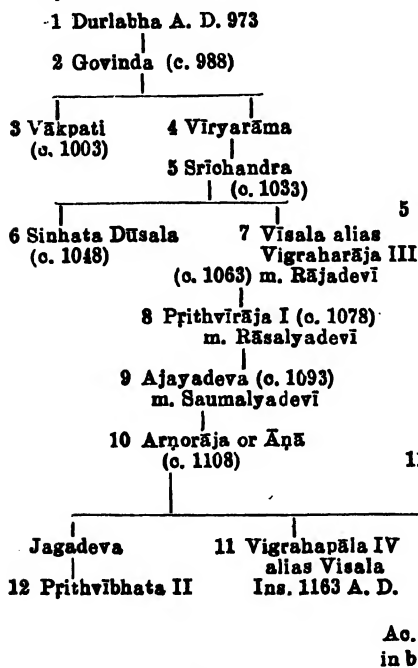 1 Durlabha A. D. 973
2 Govinda (c. 988)
3 Vākpati 4 Vīryarāma
(c. 1003)
5 Srīchandra
(c. 1033)
5
6 Sinhata Dūsala 7 Vīsala alias
(c. 1048) Vigraharāja III
(c. 1063) m. Rājadevī
8 Pṛithvīrāja I (c. 1078)
m. Rāsalyadevī
9 Ajayadeva (c. 1093)
m. Saumalyadevī
10 Arṇorāja or Āṇā
(c. 1108)
11
Jagadeva 11 Vigrahapāla IV
alias Visala
12 Pṛithvībhata II Ins. 1163 A. D.
Ac.
in b